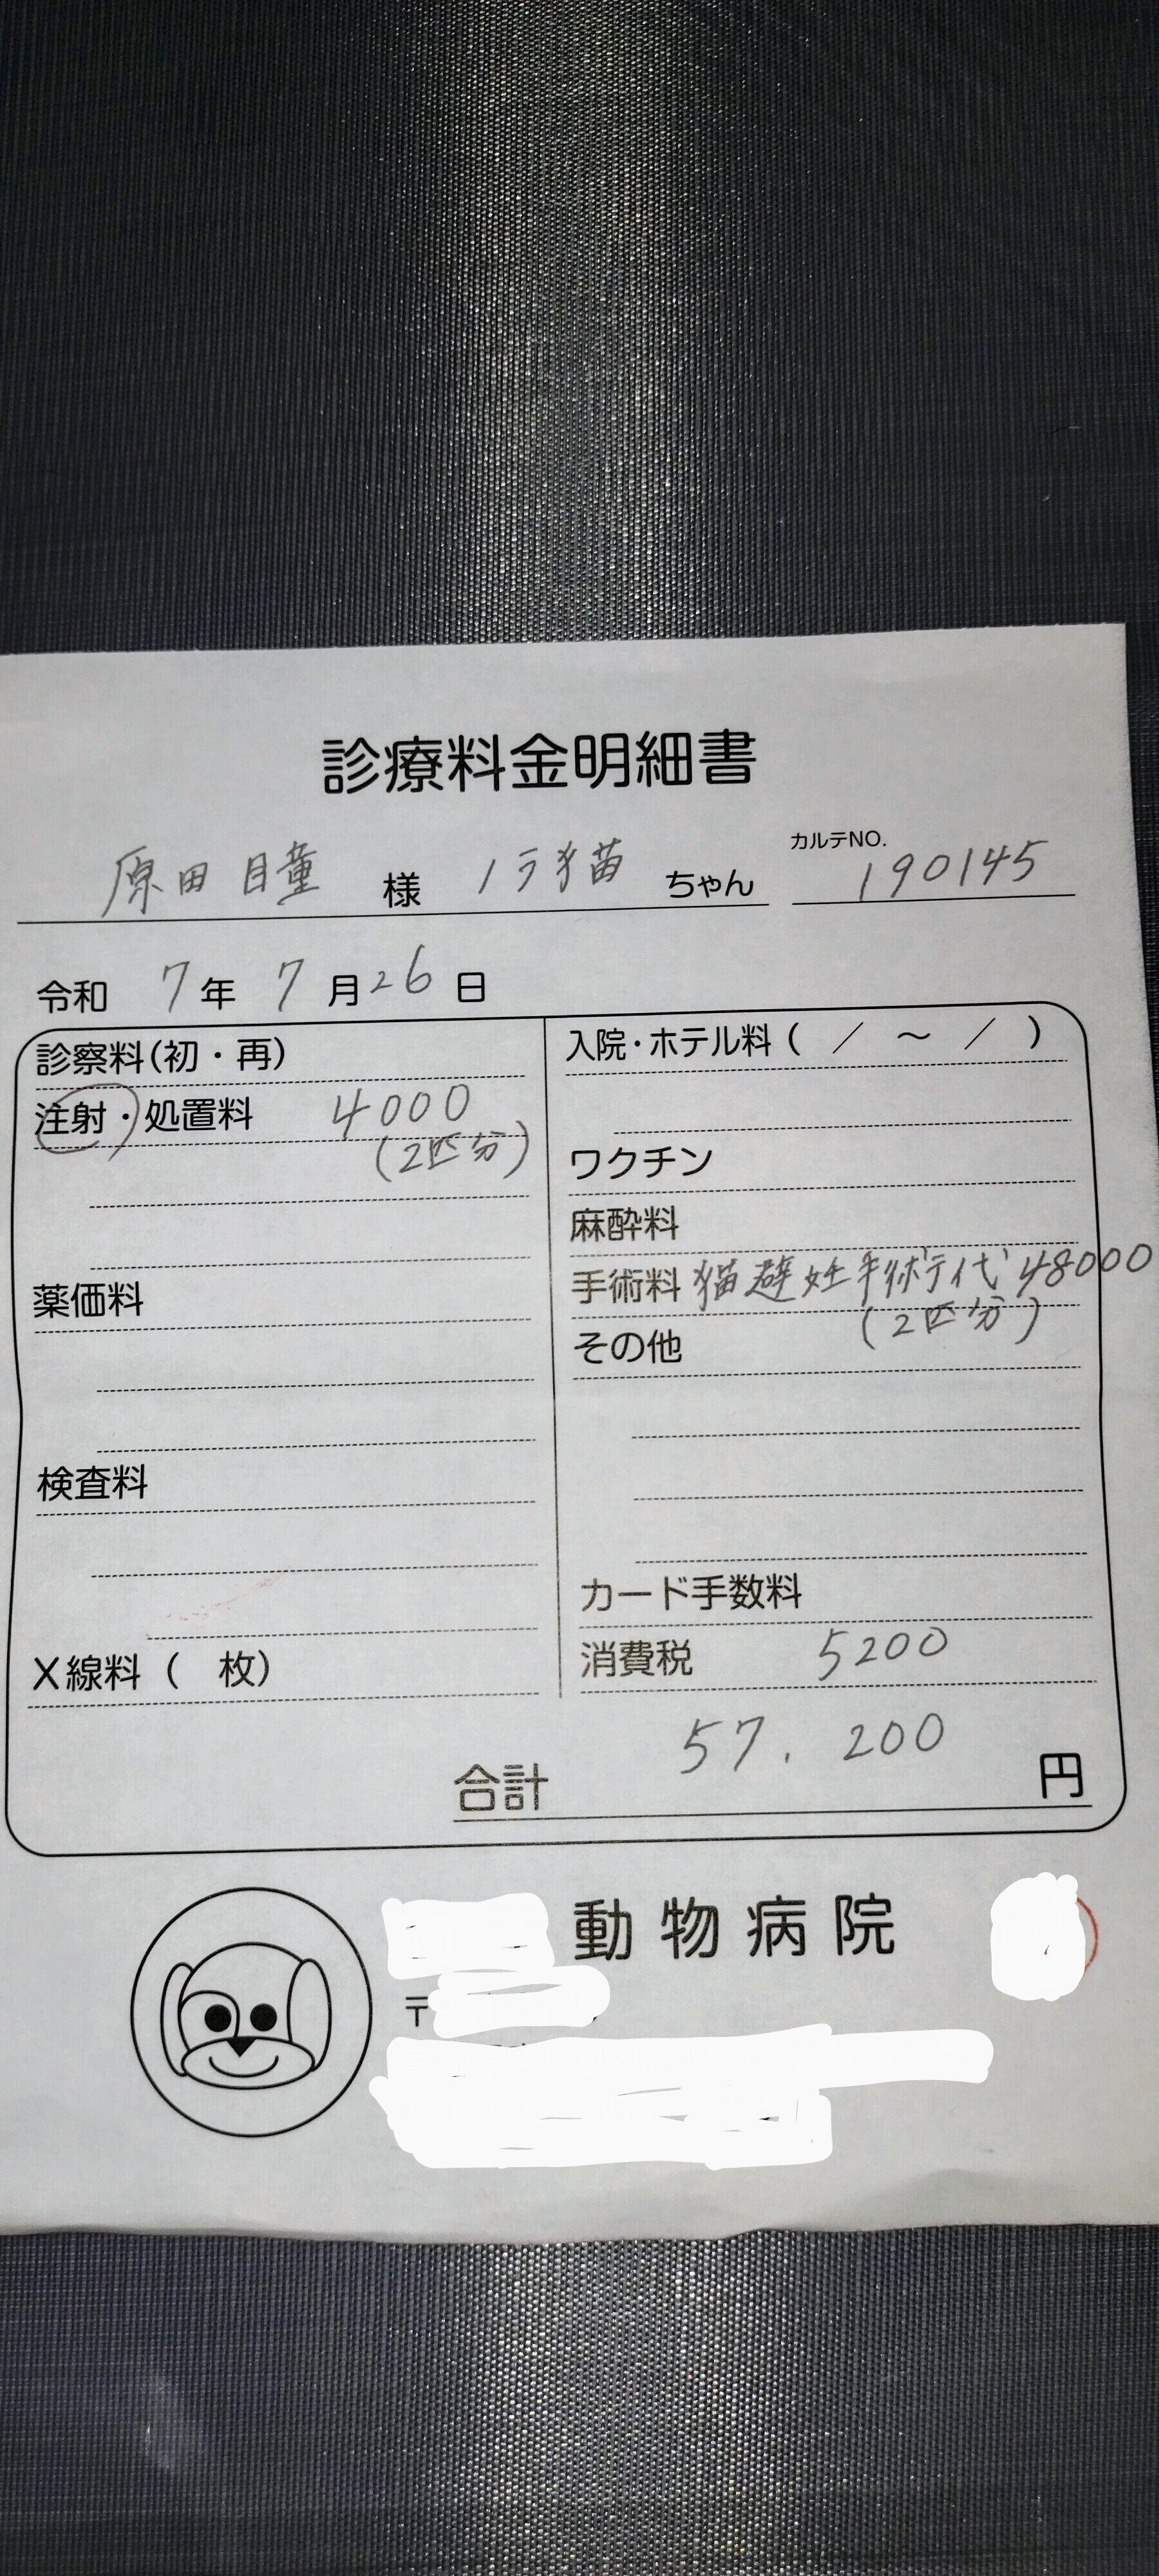 診療料金明細書
原田 瞳 様 ノラ猫 ちゃん カルテNO. 190145
令和 7年 7月26日
診察料(初・再)
注射・処置料 4000
(2匹分)
薬価料
検査料
X線料 ( 枚)
入院・ホテル料 ( / ～ / )
ワクチン
麻酔料
手術料 猫避妊手術代 48000
(2匹分)
その他
カード手数料
消費税 5200
合計 57.200 円
動物病院
〒